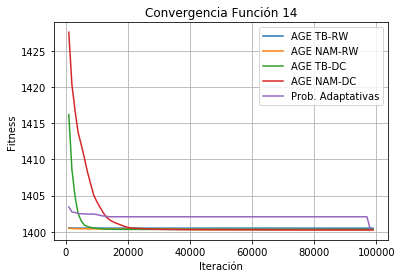 Convergencia Función 14
1425
1420
1415
1410
1405
1400
Fitness
AGE TB-RW
AGE NAM-RW
AGE TB-DC
AGE NAM-DC
Prob. Adaptativas
0 20000 40000 60000 80000 100000
Iteración